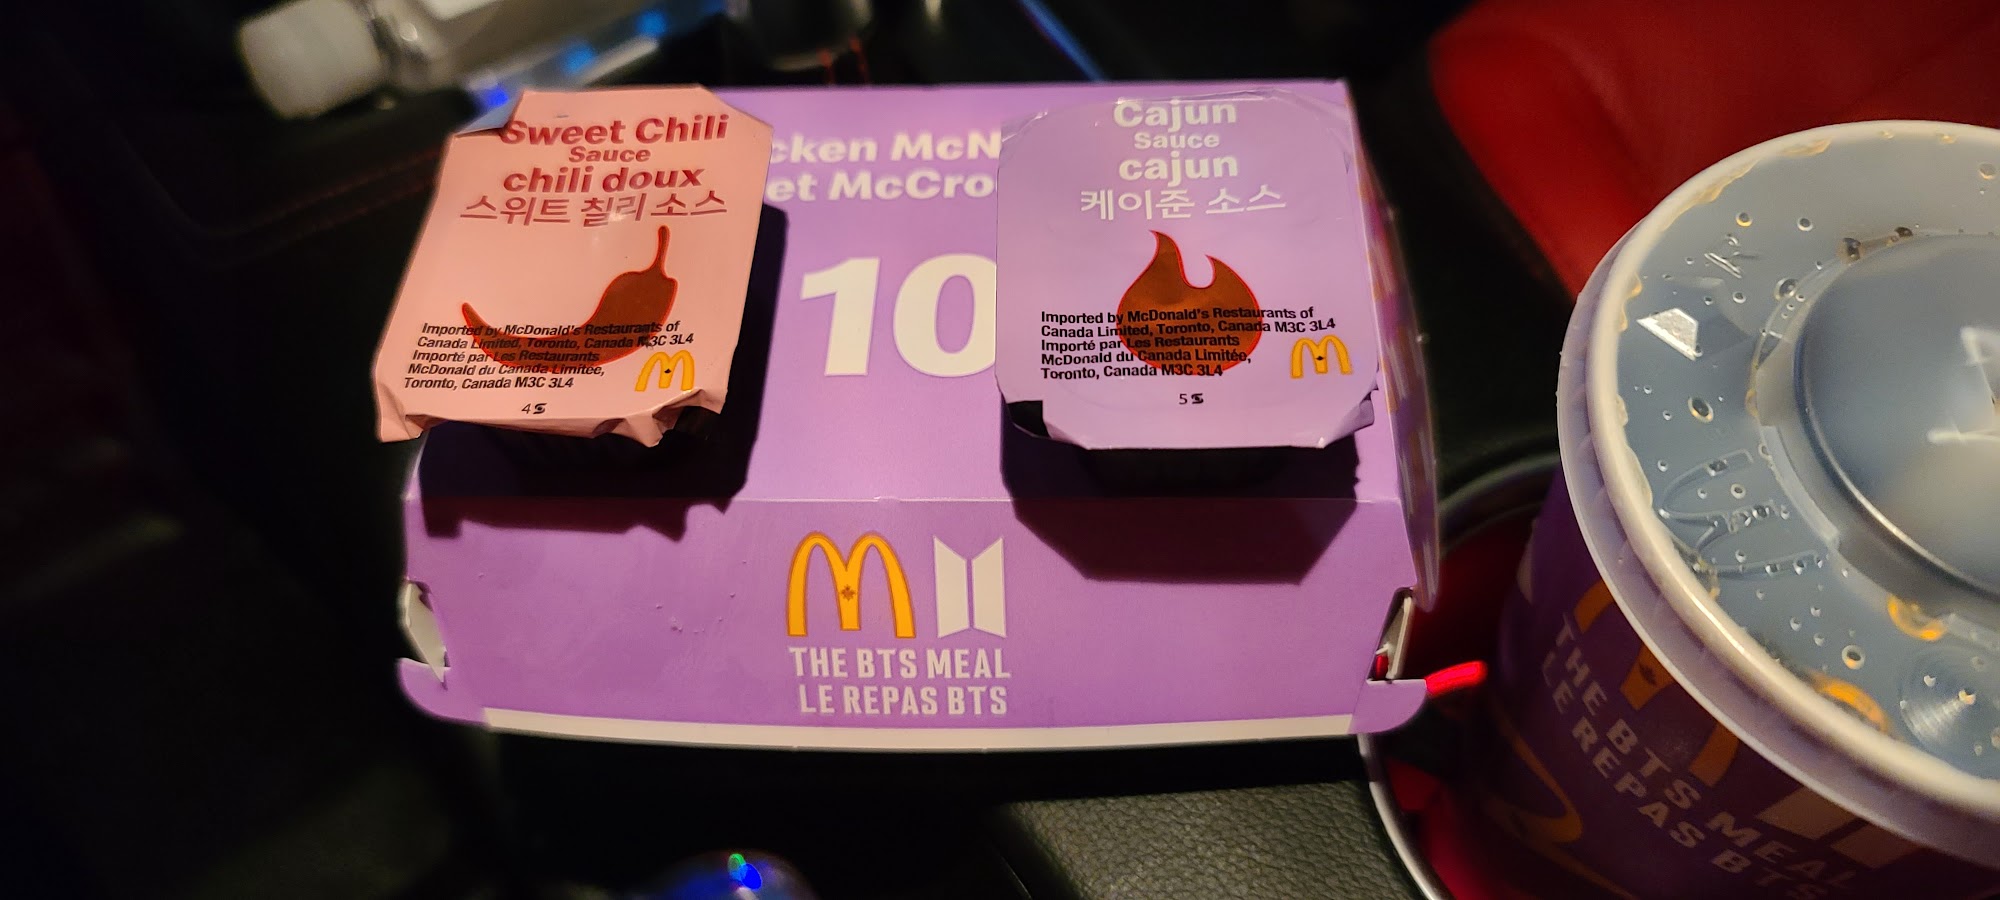 Sweet Chili
Sauce
chili doux
스위트 칠리 소스
Imported by McDonald's Restaurants of
Canada Limited, Toronto, Canada M3C 3L4
Importé par Les Restaurants
McDonald du Canada Limitée,
Toronto, Canada M3C 3L4
4
cken McN
et McCro
10
Cajun
Sauce
cajun
케이준 소스
Imported by McDonald's Restaurants of
Canada Limited, Toronto, Canada M3C 3L4
Importé par Les Restaurants
McDonald du Canada Limitée,
Toronto, Canada M3C 3L4
5
THE BTS MEAL
LE REPAS BTS
THE BTS MEAL
LE REPAS BTS